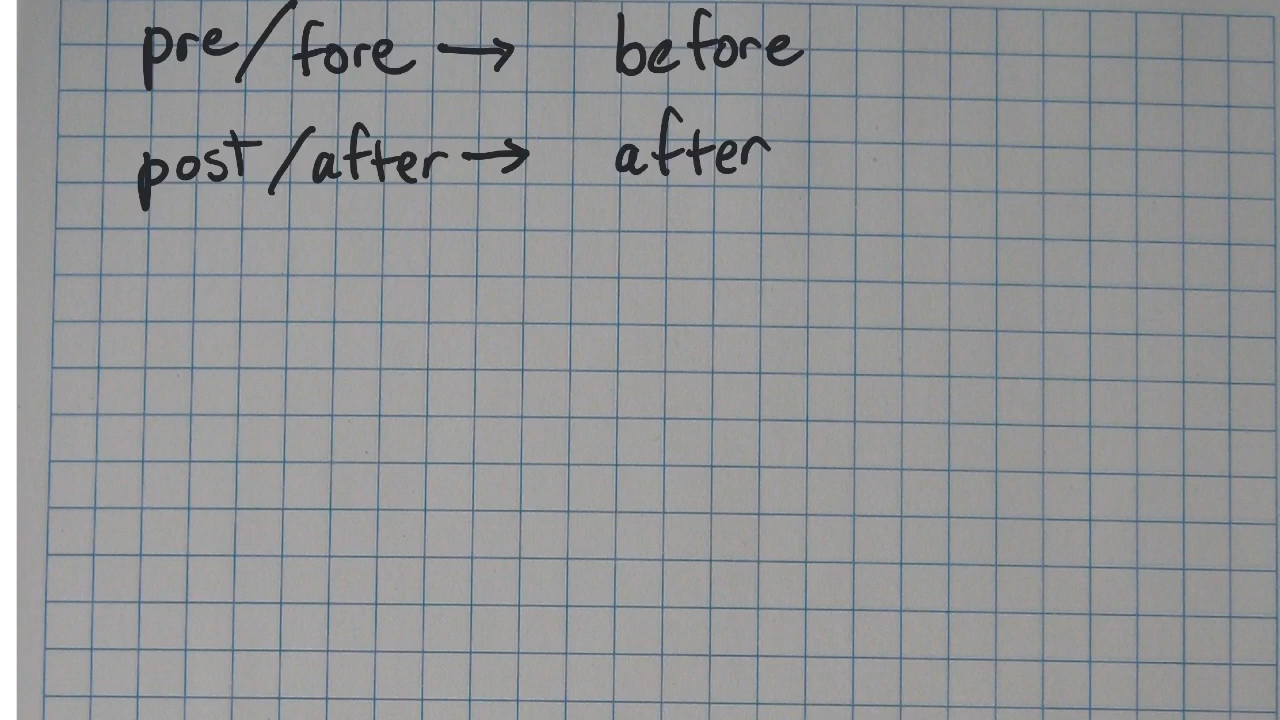 pre/fore → before
post/after → after